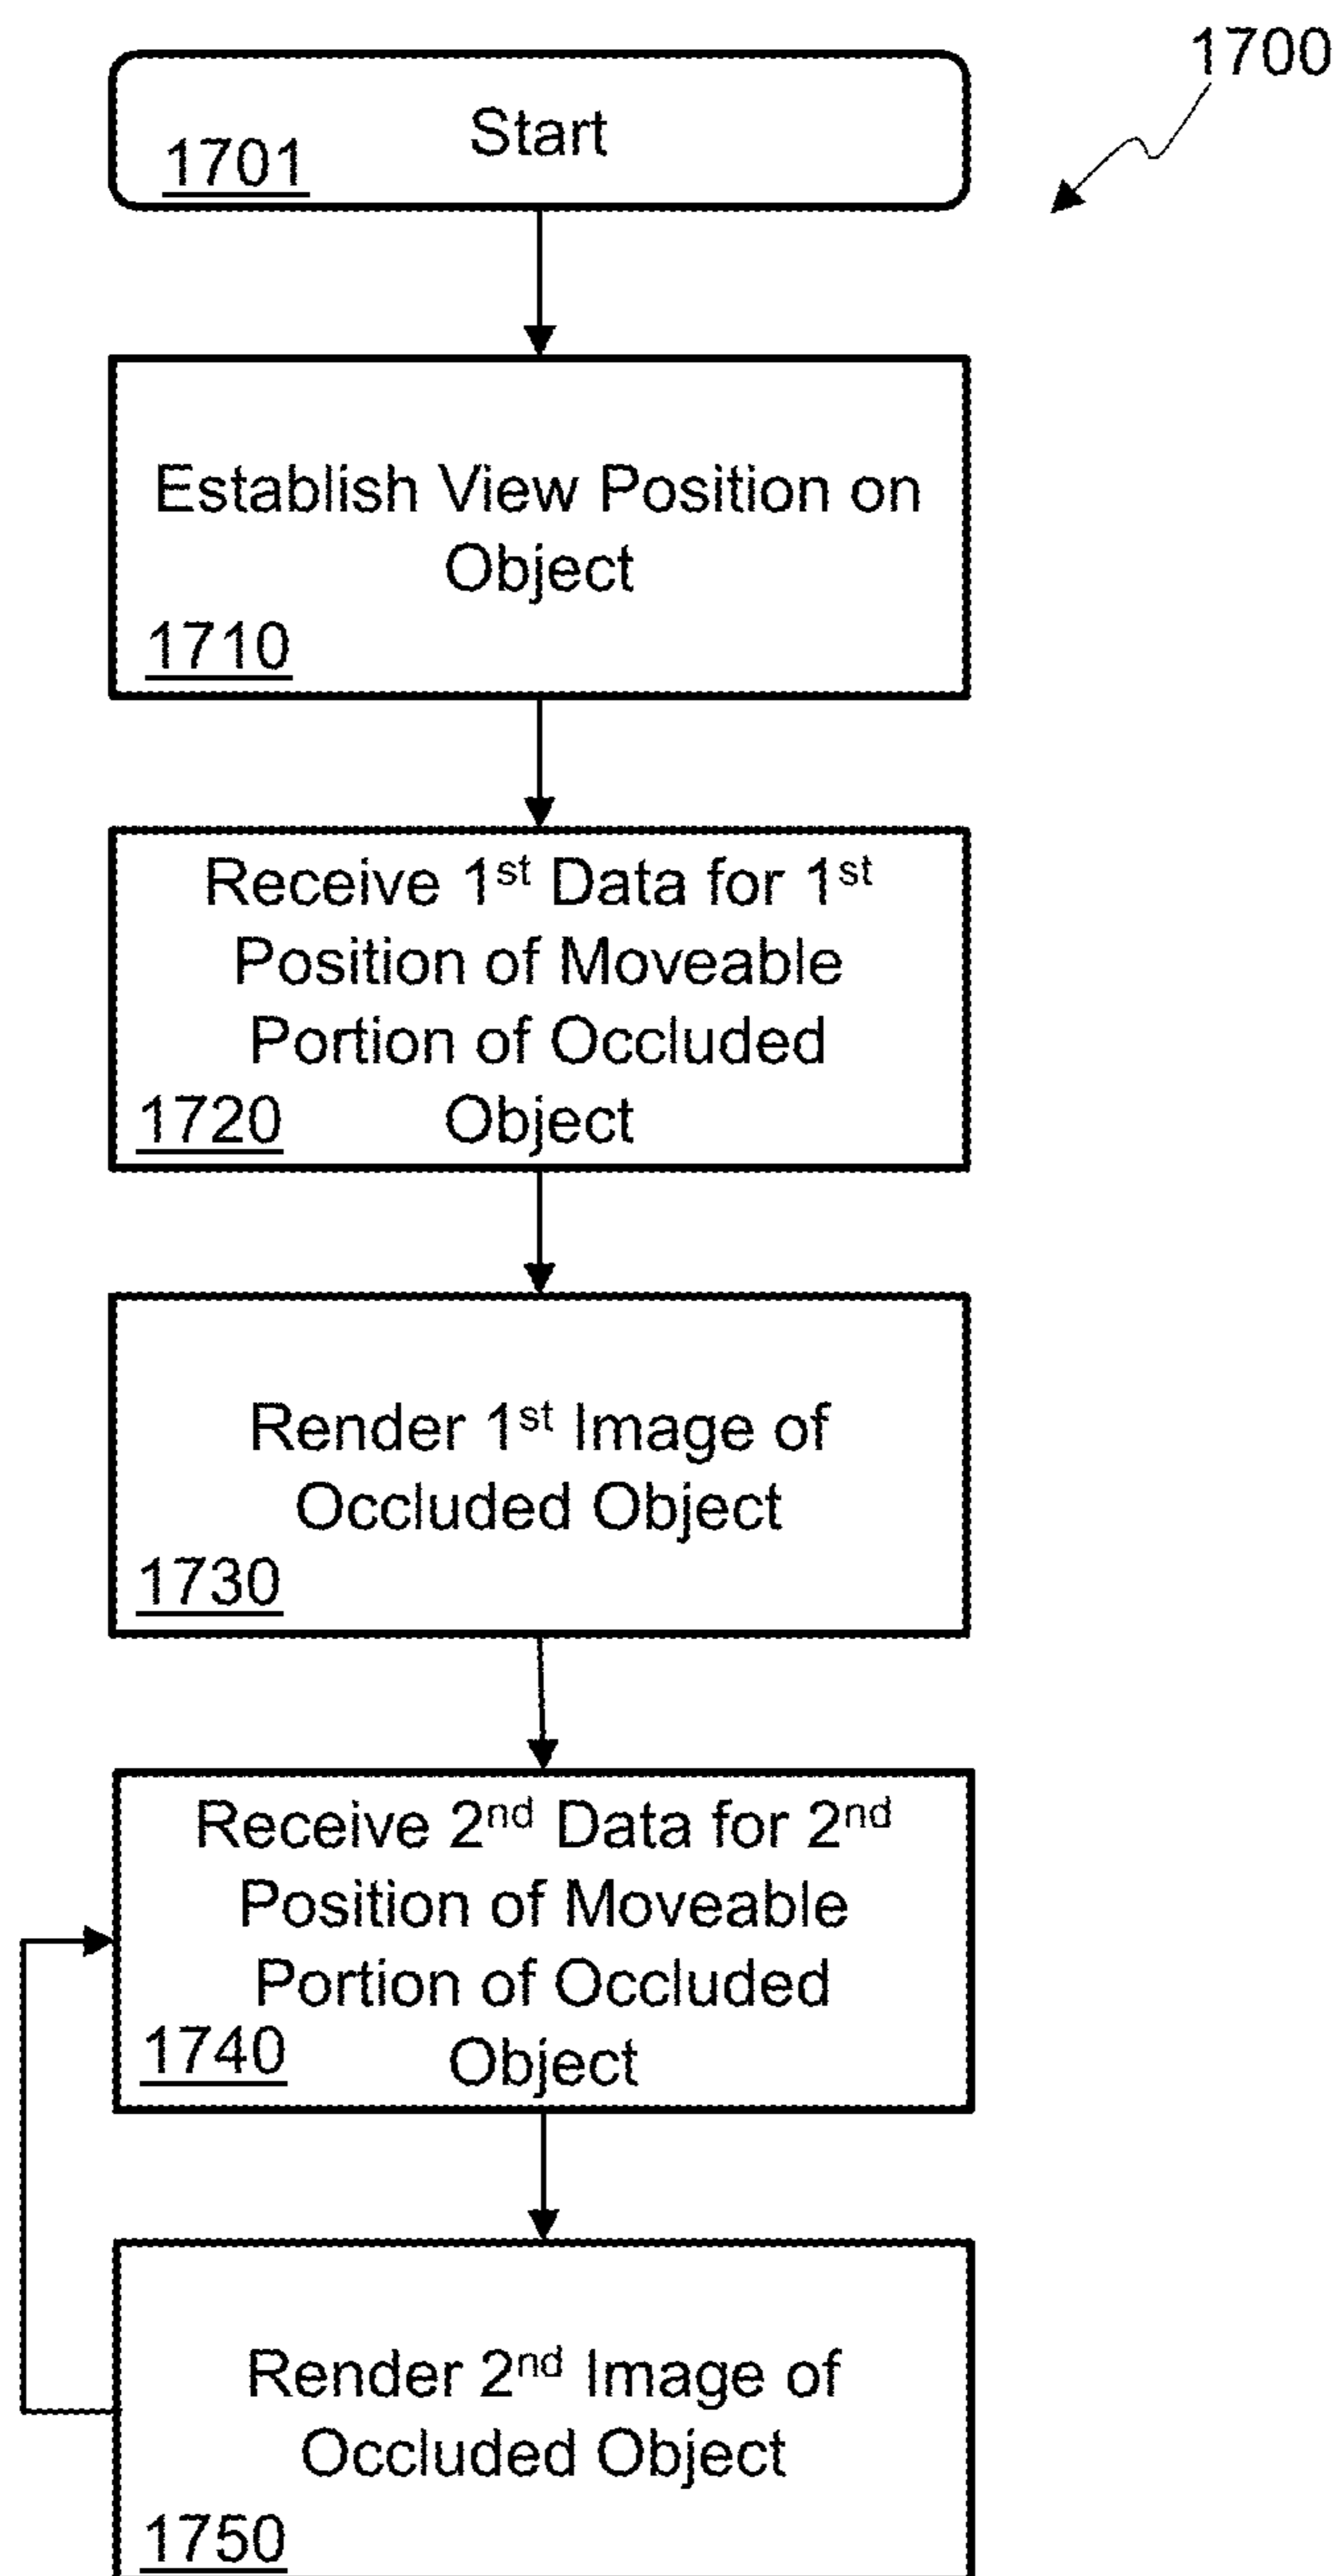 1700
Start
1701
Establish View Position on
Object
1710
Receive 1st Data for 1st
Position of Moveable
Portion of Occluded
Object
1720
Render 1st Image of
Occluded Object
1730
Receive 2nd Data for 2nd
Position of Moveable
Portion of Occluded
Object
1740
Render 2nd Image of
Occluded Object
1750